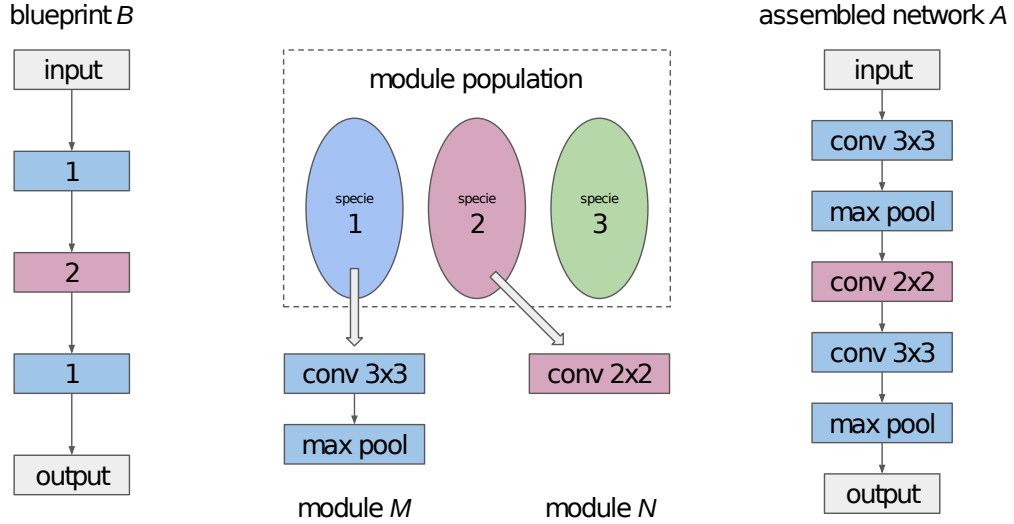 blueprint B
input
1
2
1
output
module population
specie
1
specie
2
specie
3
conv 3x3
max pool
module M
conv 2x2
module N
assembled network A
input
conv 3x3
max pool
conv 2x2
conv 3x3
max pool
output